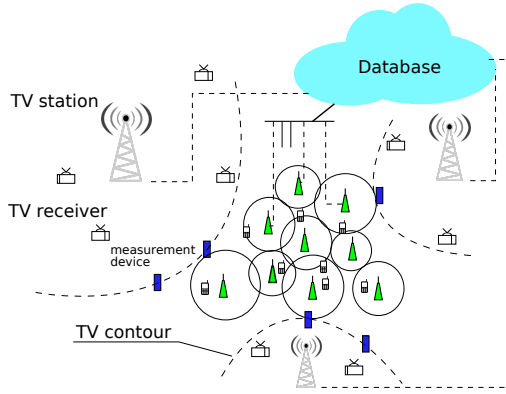 Database
TV station
TV receiver
measurement
device
TV contour